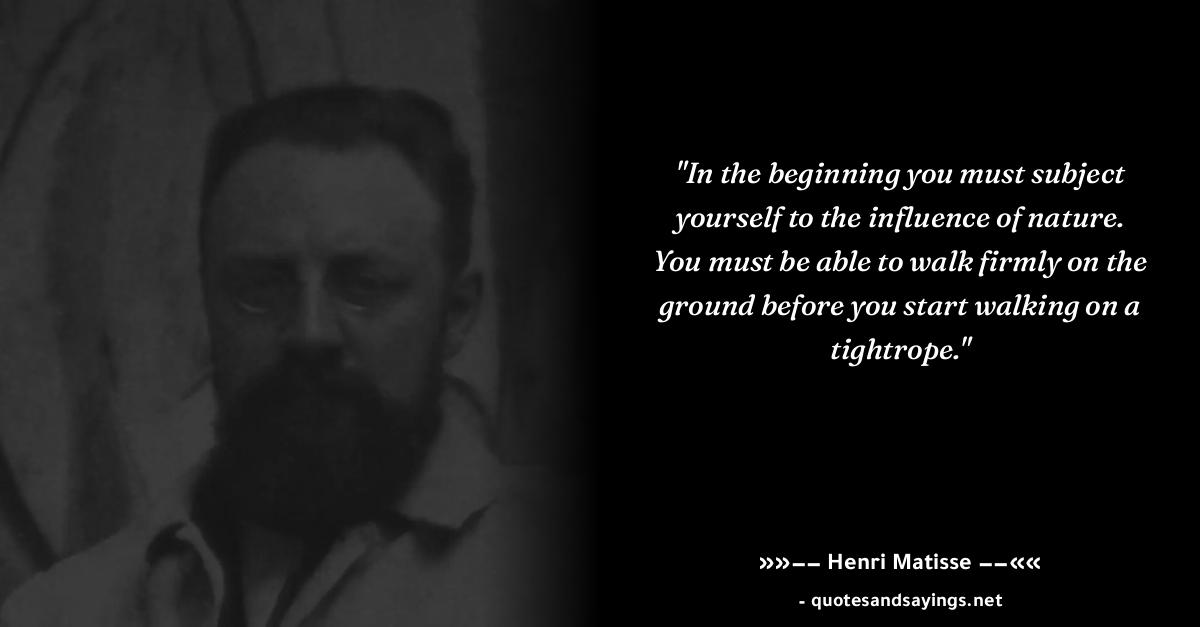 "In the beginning you must subject
yourself to the influence of nature.
You must be able to walk firmly on the
ground before you start walking on a
tightrope."
»»–– Henri Matisse ––««
- quotesandsayings.net